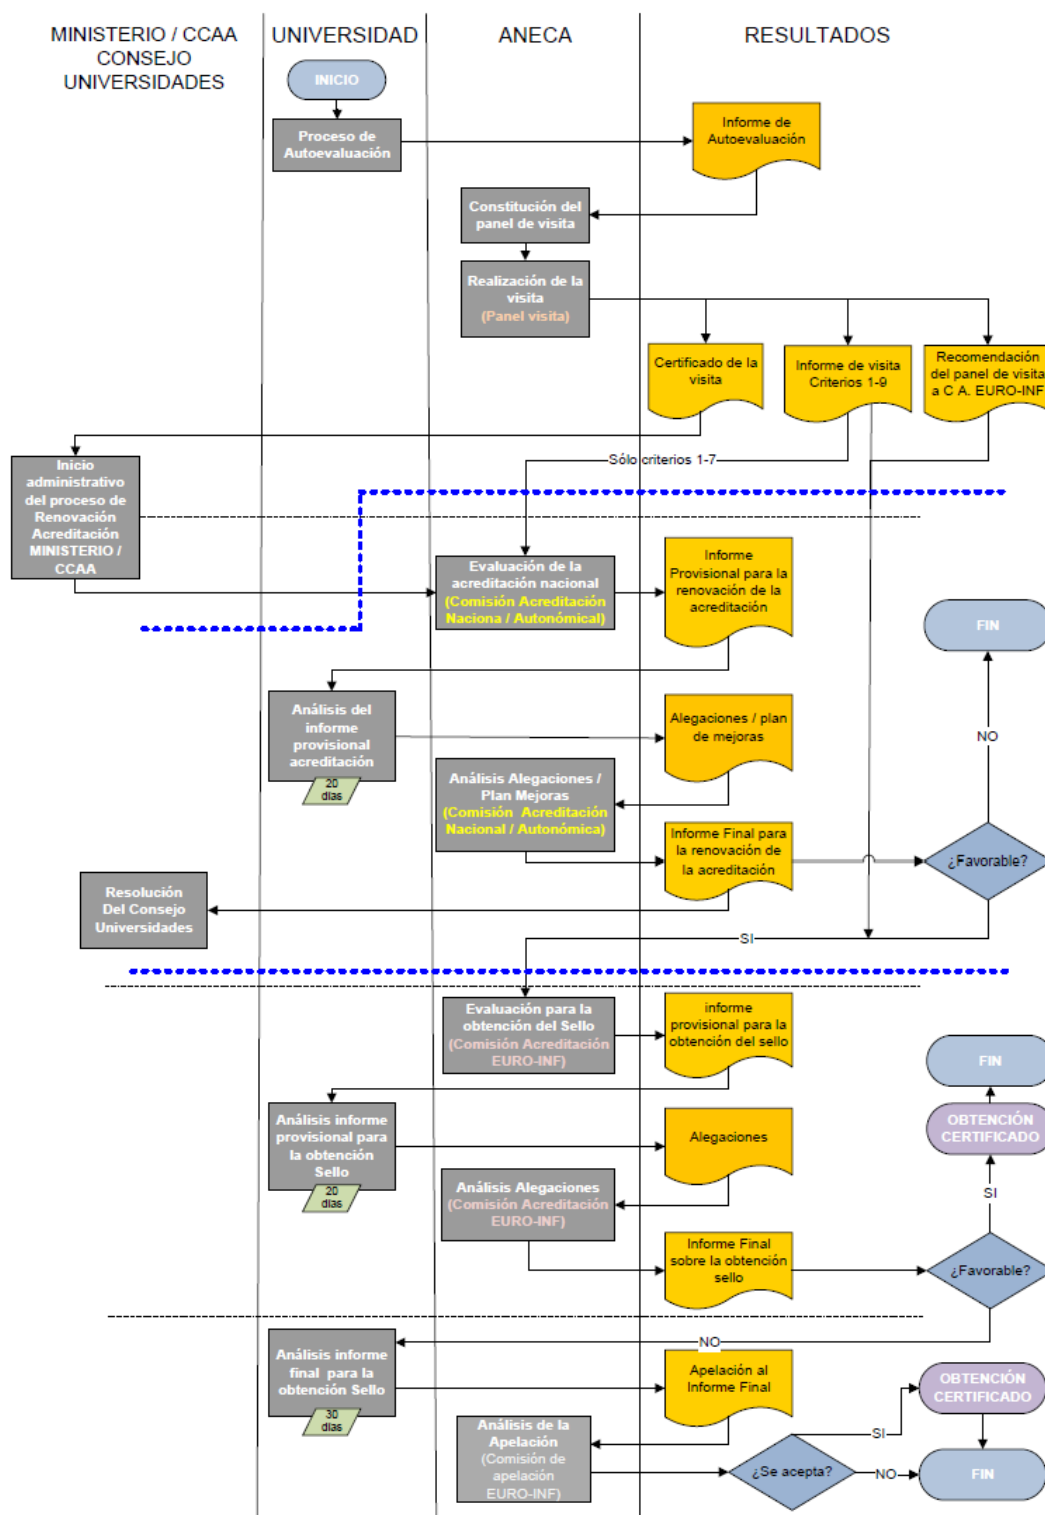 MINISTERIO / CCAA
CONSEJO
UNIVERSIDADES
UNIVERSIDAD
ANECA
RESULTADOS
INICIO
Proceso de
Autoevaluación
Informe de
Autoevaluación
Constitución del
panel de visita
Realización de la
visita
(Panel visita)
Certificado de la
visita
Informe de visita
Criterios 1-9
Recomendación
del panel de visita
a C A. EURO-INF
Sólo criterios 1-7
Inicio
administrativo
del proceso de
Renovación
Acreditación
MINISTERIO /
CCAA
Evaluación de la
acreditación nacional
(Comisión Acreditación
Naciona / Autonómical)
Informe
Provisional para la
renovación de la
acreditación
FIN
Análisis del
informe
provisional
acreditación
20
días
Alegaciones / plan
de mejoras
NO
Análisis Alegaciones /
Plan Mejoras
(Comisión Acreditación
Nacional / Autonómica)
Informe Final para
la renovación de
la acreditación
¿Favorable?
Resolución
Del Consejo
Universidades
SI
Evaluación para la
obtención del Sello
(Comisión Acreditación
EURO-INF)
informe
provisional para la
obtención del sello
FIN
Análisis informe
provisional para
la obtención
Sello
20
días
Alegaciones
OBTENCIÓN
CERTIFICADO
Análisis Alegaciones
(Comisión Acreditación
EURO-INF)
SI
Informe Final
sobre la obtención
sello
¿Favorable?
NO
Análisis informe
final para la
obtención Sello
30
días
Apelación al
Informe Final
OBTENCIÓN
CERTIFICADO
Análisis de la
Apelación
(Comisión de
apelación
EURO-INF)
¿Se acepta?
SI
NO
FIN